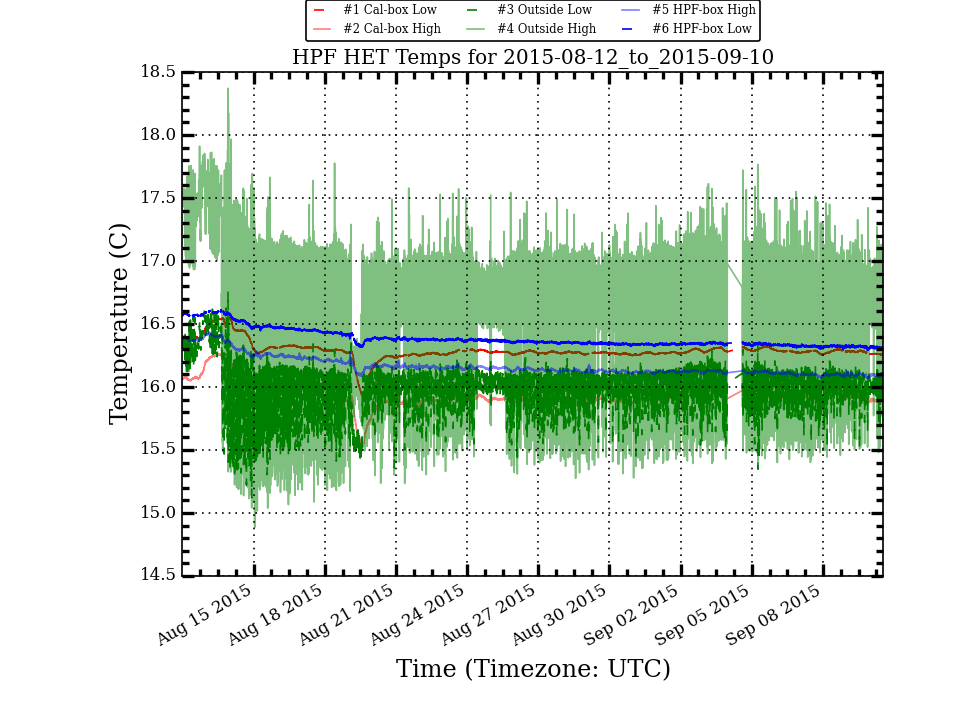 #1 Cal-box Low #3 Outside Low #5 HPF-box High
#2 Cal-box High #4 Outside High #6 HPF-box Low
HPF HET Temps for 2015-08-12_to_2015-09-10
18.5
18.0
17.5
17.0
16.5
16.0
15.5
15.0
14.5
Temperature (C)
Aug 15 2015 Aug 18 2015 Aug 21 2015 Aug 24 2015 Aug 27 2015 Aug 30 2015 Sep 02 2015 Sep 05 2015 Sep 08 2015
Time (Timezone: UTC)